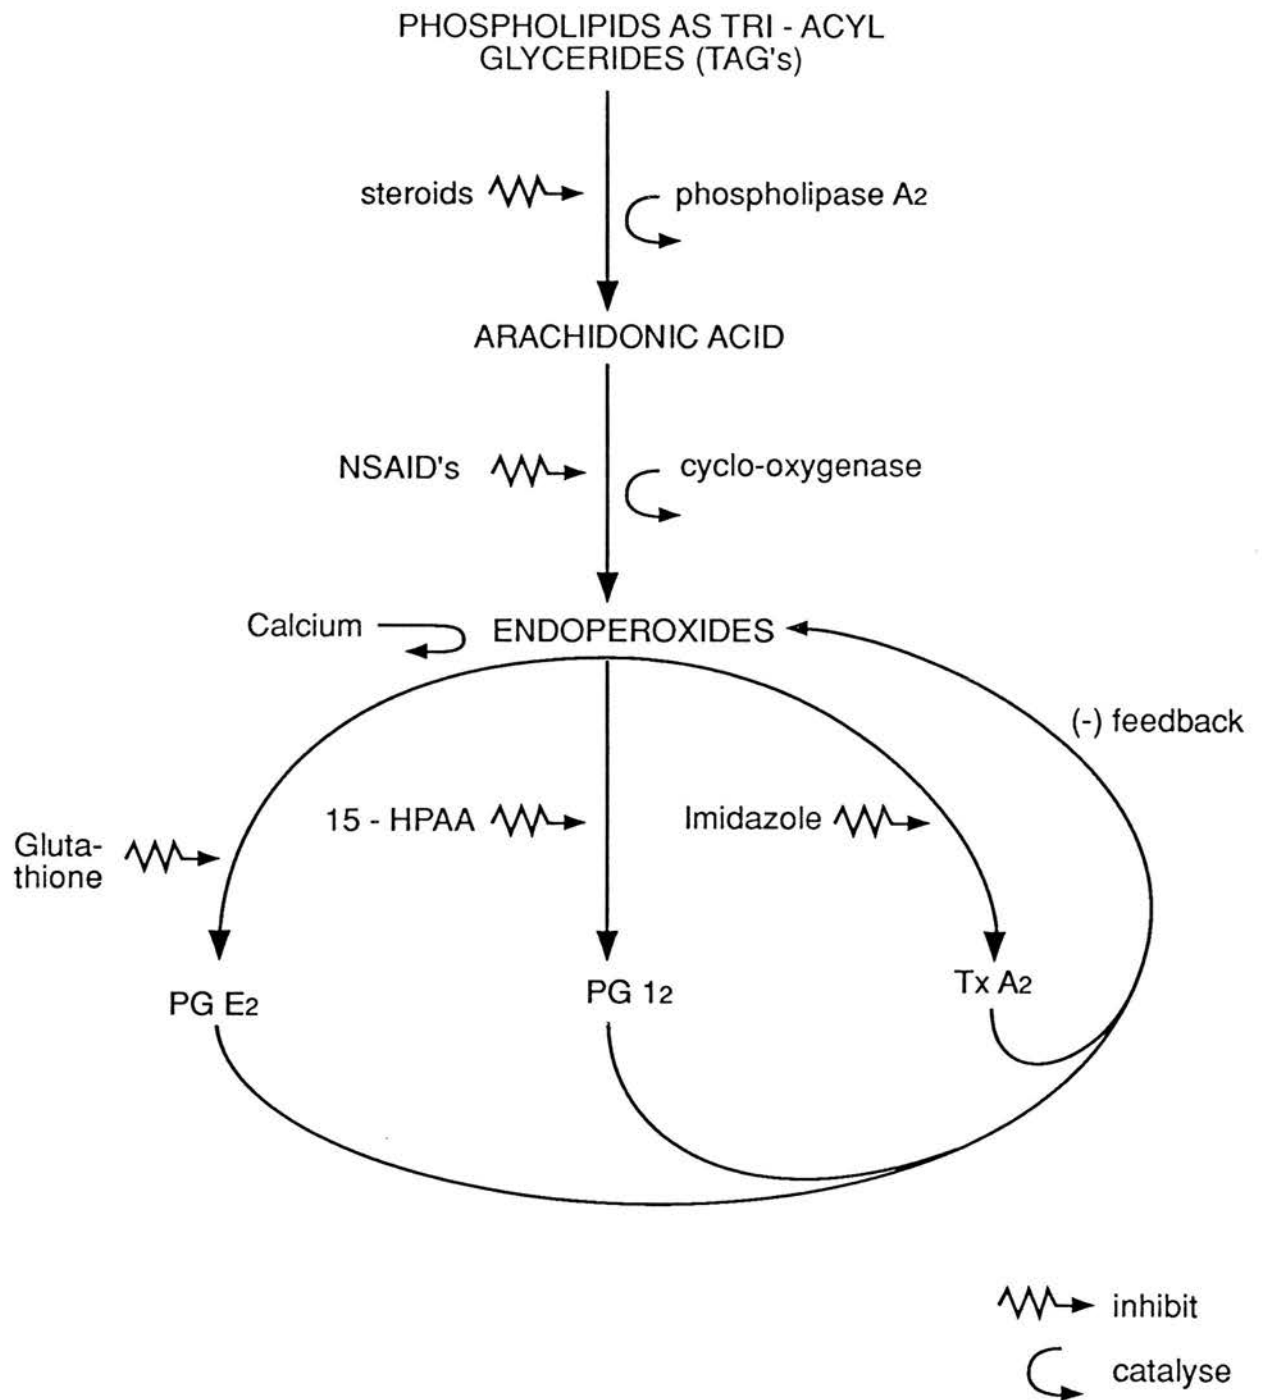 PHOSPHOLIPIDS AS TRI - ACYL
GLYCERIDES (TAG's)
steroids
phospholipase A2
ARACHIDONIC ACID
NSAID's
cyclo-oxygenase
Calcium
ENDOPEROXIDES
(-) feedback
15 - HPAA
Imidazole
Gluta-
thione
PG E2
PG 12
Tx A2
inhibit
catalyse